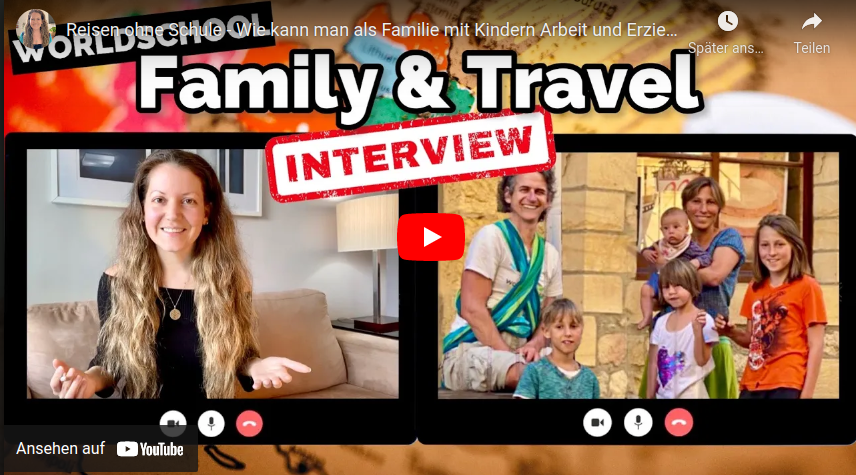 WORLDSCHOOL
Reisen ohne Schule - Wie kann man als Familie mit Kindern Arbeit und Erzie...
Später ans...
Teilen
Family & Travel
INTERVIEW
Ansehen auf YouTube